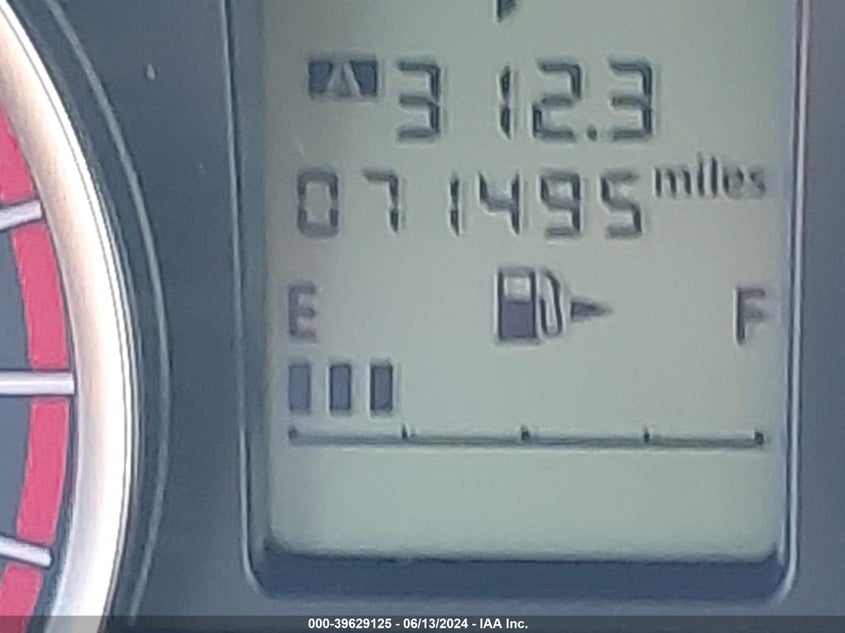 A 312.3
071495 miles
E F
000-39629125 - 06/13/2024 - IAA Inc.